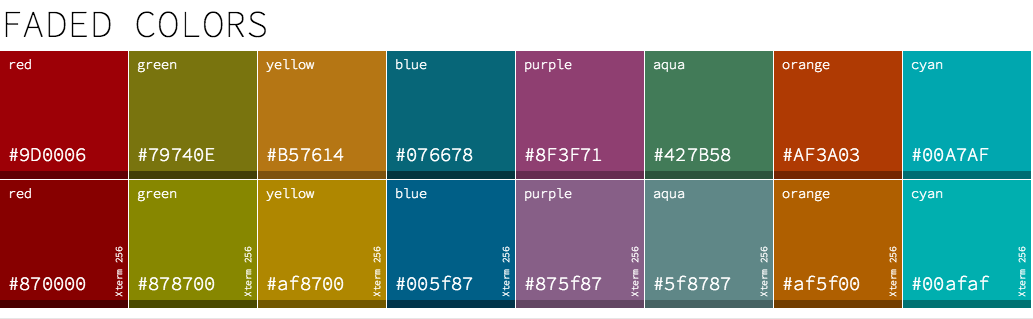 FADED COLORS
red green yellow blue purple aqua orange cyan
#9D0006 #79740E #B57614 #076678 #8F3F71 #427B58 #AF3A03 #00A7AF
red green yellow blue purple aqua orange cyan
Xterm 256 Xterm 256 Xterm 256 Xterm 256 Xterm 256 Xterm 256 Xterm 256 Xterm 256
#870000 #878700 #af8700 #005f87 #875f87 #5f8787 #af5f00 #00afaf